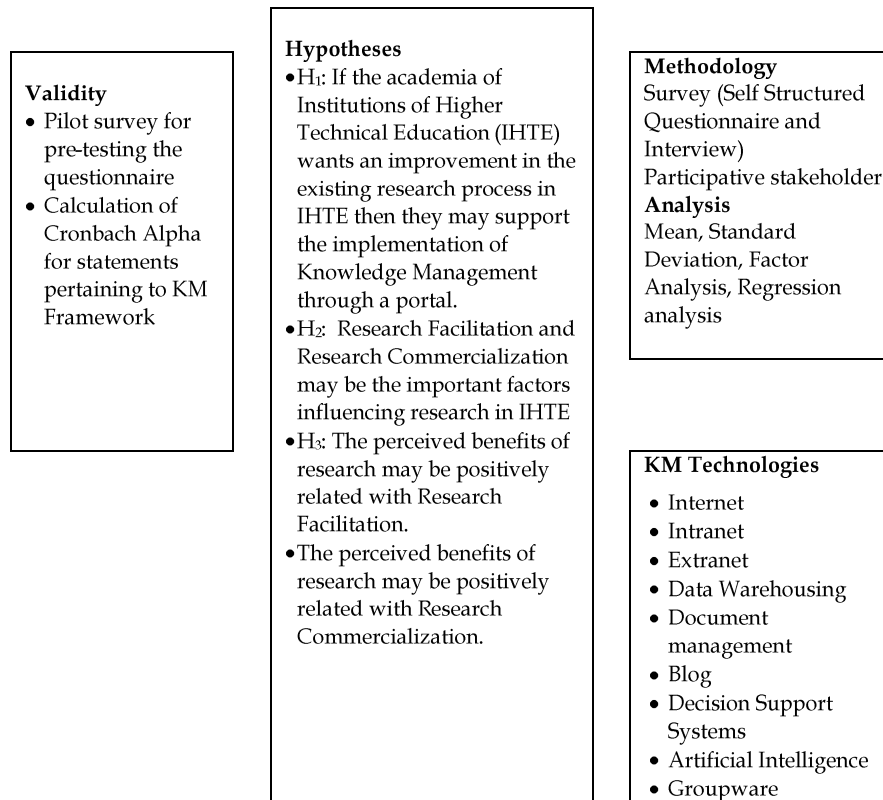 Validity
• Pilot survey for
pre-testing the
questionnaire
• Calculation of
Cronbach Alpha
for statements
pertaining to KM
Framework
Hypotheses
•H₁: If the academia of
Institutions of Higher
Technical Education (IHTE)
wants an improvement in the
existing research process in
IHTE then they may support
the implementation of
Knowledge Management
through a portal.
•H₂:  Research Facilitation and
Research Commercialization
may be the important factors
influencing research in IHTE
•H₃: The perceived benefits of
research may be positively
related with Research
Facilitation.
•The perceived benefits of
research may be positively
related with Research
Commercialization.
Methodology
Survey (Self Structured
Questionnaire and
Interview)
Participative stakeholder
Analysis
Mean, Standard
Deviation, Factor
Analysis, Regression
analysis
KM Technologies
• Internet
• Intranet
• Extranet
• Data Warehousing
• Document
management
• Blog
• Decision Support
Systems
• Artificial Intelligence
• Groupware